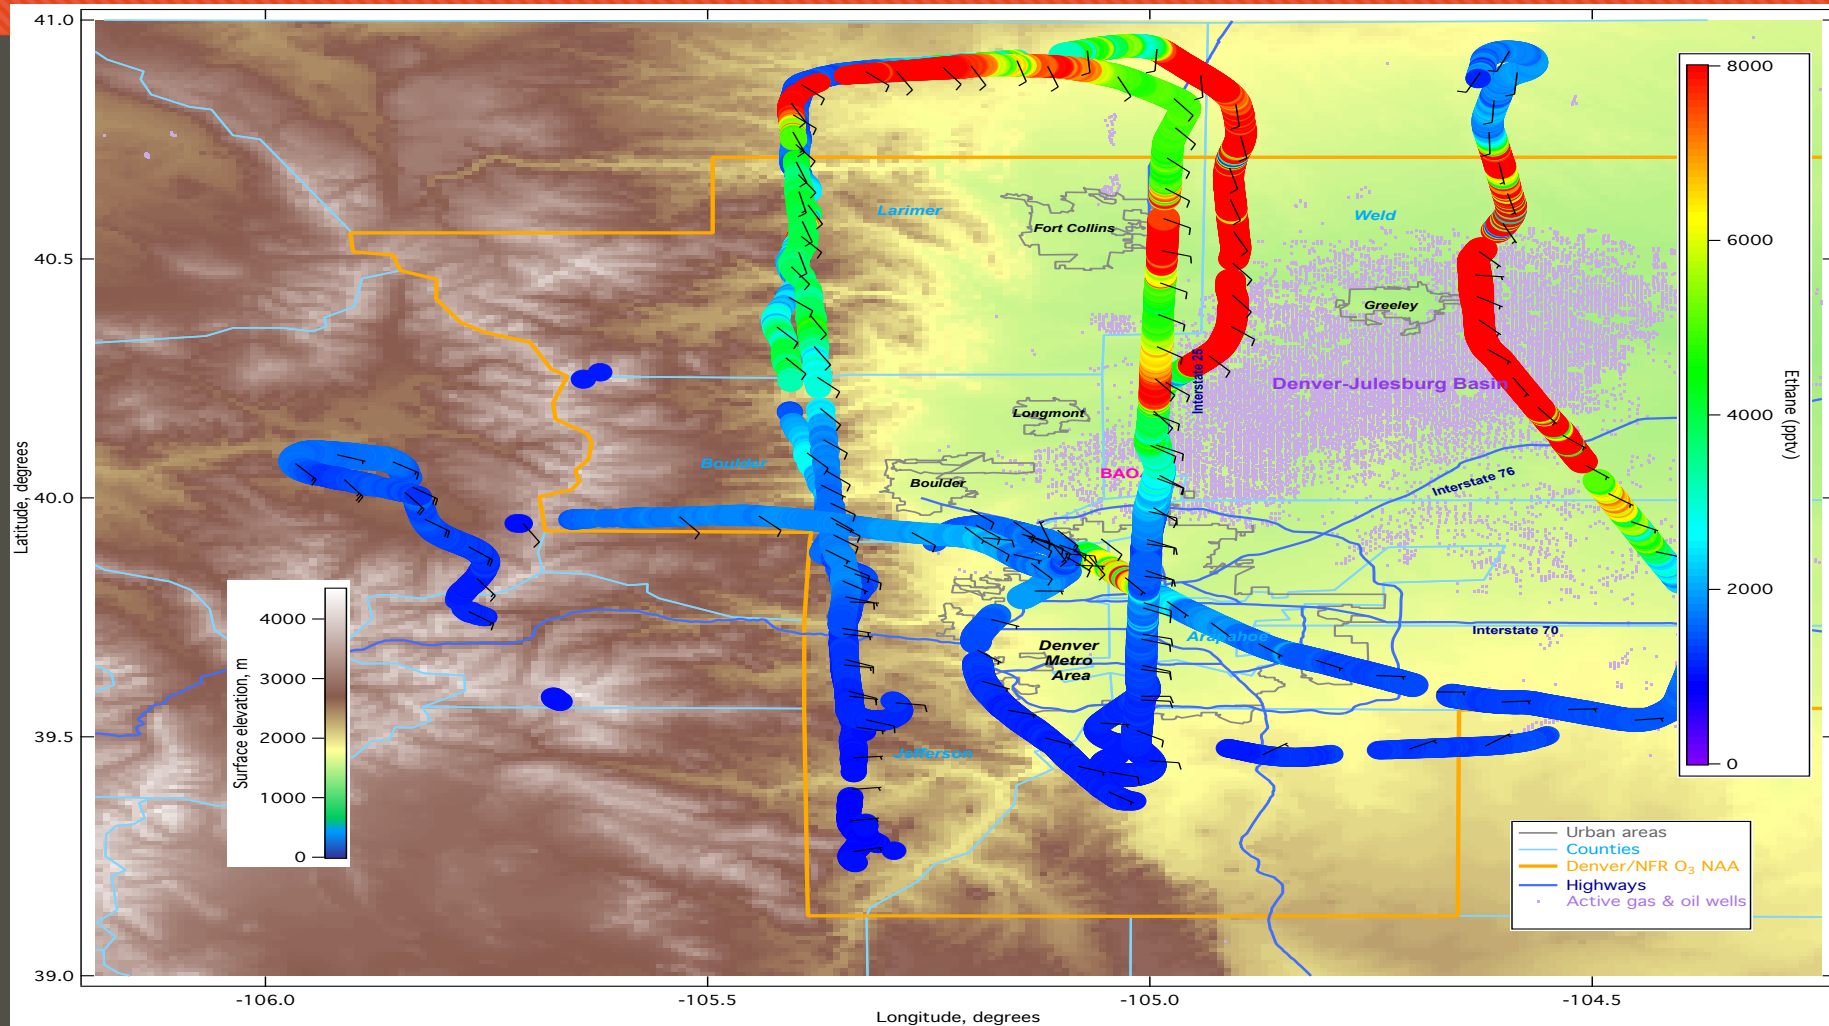 41.0
40.5
40.0
39.5
39.0
Latitude, degrees
-106.0
-105.5
-105.0
-104.5
Longitude, degrees
Larimer
Fort Collins
Weld
Greeley
Interstate 25
Denver-Julesburg Basin
Longmont
Boulder
Boulder
BAO
Interstate 76
Interstate 70
Arapahoe
Denver
Metro
Area
Jefferson
Surface elevation, m
4000
3000
2000
1000
0
8000
6000
4000
2000
0
Ethane (pptv)
Urban areas
Counties
Denver/NFR O₃ NAA
Highways
Active gas & oil wells